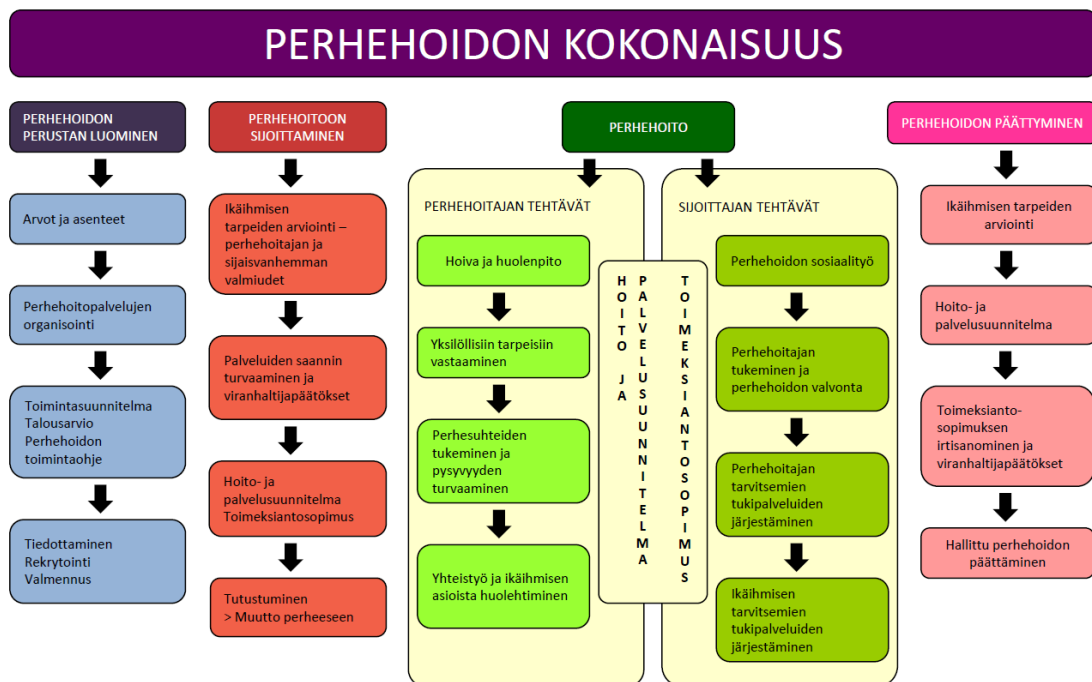 PERHEHOIDON KOKONAISUUS
PERHEHOIDON
PERUSTAN LUOMINEN
Arvot ja asenteet
Perhehoitopalvelujen
organisointi
Toimintasuunnitelma
Talousarvio
Perhehoidon
toimintaohje
Tiedottaminen
Rekrytointi
Valmennus
PERHEHOITOON
SIJOITTAMINEN
Ikäihmisen
tarpeiden arviointi –
perhehoitajan ja
sijaisvanhemman
valmiudet
Palveluiden saannin
turvaaminen ja
viranhaltijapäätökset
Hoito- ja
palvelusuunnitelma
Toimeksiantosopimus
Tutustuminen
> Muutto perheeseen
PERHEHOITO
PERHEHOITAJAN TEHTÄVÄT
Hoiva ja huolenpito
Yksilöllisiin tarpeisiin
vastaaminen
Perhesuhteiden
tukeminen ja
pysyvyyden
turvaaminen
Yhteistyö ja ikäihmisen
asioista huolehtiminen
HOITO JA
PALVELUSUUNNITELMA
TOIMEKSIANTOSOPIMUS
SIJOITTAJAN TEHTÄVÄT
Perhehoidon sosiaalityö
Perhehoitajan
tukeminen ja
perhehoidon valvonta
Perhehoitajan
tarvitsemien
tukipalveluiden
järjestäminen
Ikäihmisen
tarvitsemien
tukipalveluiden
järjestäminen
PERHEHOIDON PÄÄTTYMINEN
Ikäihmisen tarpeiden
arviointi
Hoito- ja
palvelusuunnitelma
Toimeksianto-
sopimuksen
irtisanominen ja
viranhaltijapäätökset
Hallittu perhehoidon
päättäminen